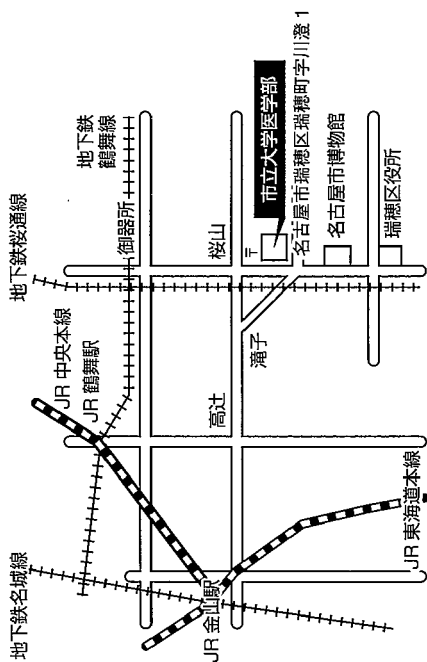 地下鉄名城線
地下鉄桜通線
JR 中央本線
JR 鶴舞駅
地下鉄
鶴舞線
御器所
JR 金山駅
高辻
桜山
滝子
〒
市立大学医学部
名古屋市瑞穂区瑞穂町字川澄 1
名古屋市博物館
瑞穂区役所
JR 東海道本線